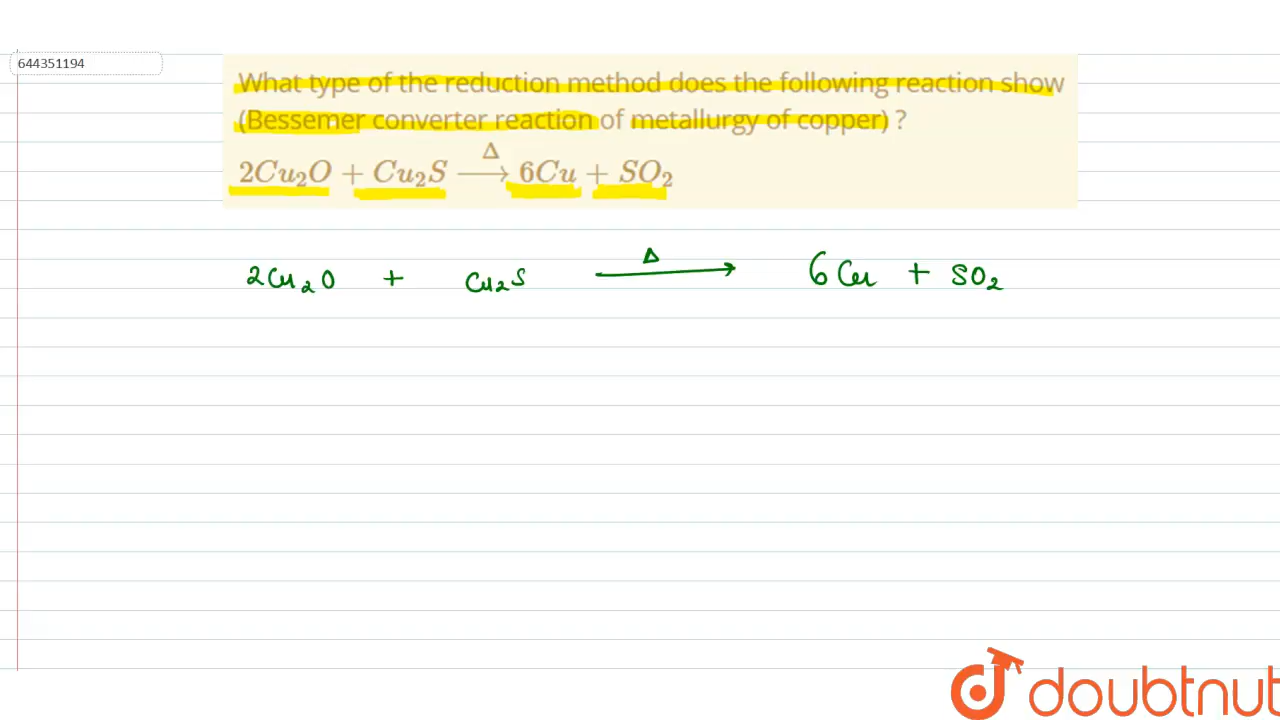 644351194
What type of the reduction method does the following reaction show
(Bessemer converter reaction of metallurgy of copper) ?
2Cu₂O + Cu₂S —Δ→ 6Cu + SO₂
2Cu₂O + Cu₂S —Δ→ 6Cu + SO₂
doubtnut